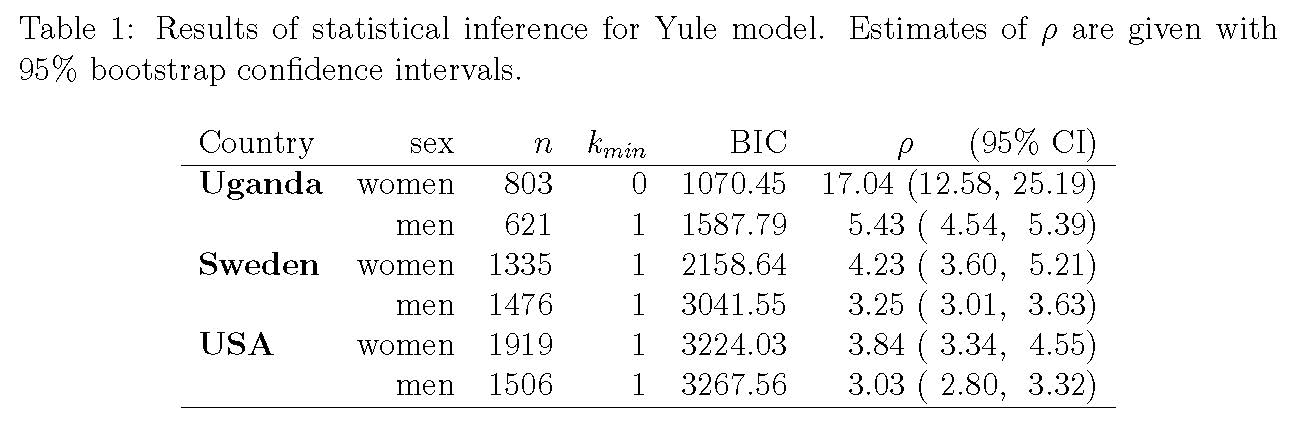 Table 1: Results of statistical inference for Yule model. Estimates of ρ are given with
95% bootstrap confidence intervals.
Country sex n k_min BIC ρ (95% CI)
Uganda women 803 0 1070.45 17.04 (12.58, 25.19)
men 621 1 1587.79 5.43 ( 4.54, 5.39)
Sweden women 1335 1 2158.64 4.23 ( 3.60, 5.21)
men 1476 1 3041.55 3.25 ( 3.01, 3.63)
USA women 1919 1 3224.03 3.84 ( 3.34, 4.55)
men 1506 1 3267.56 3.03 ( 2.80, 3.32)